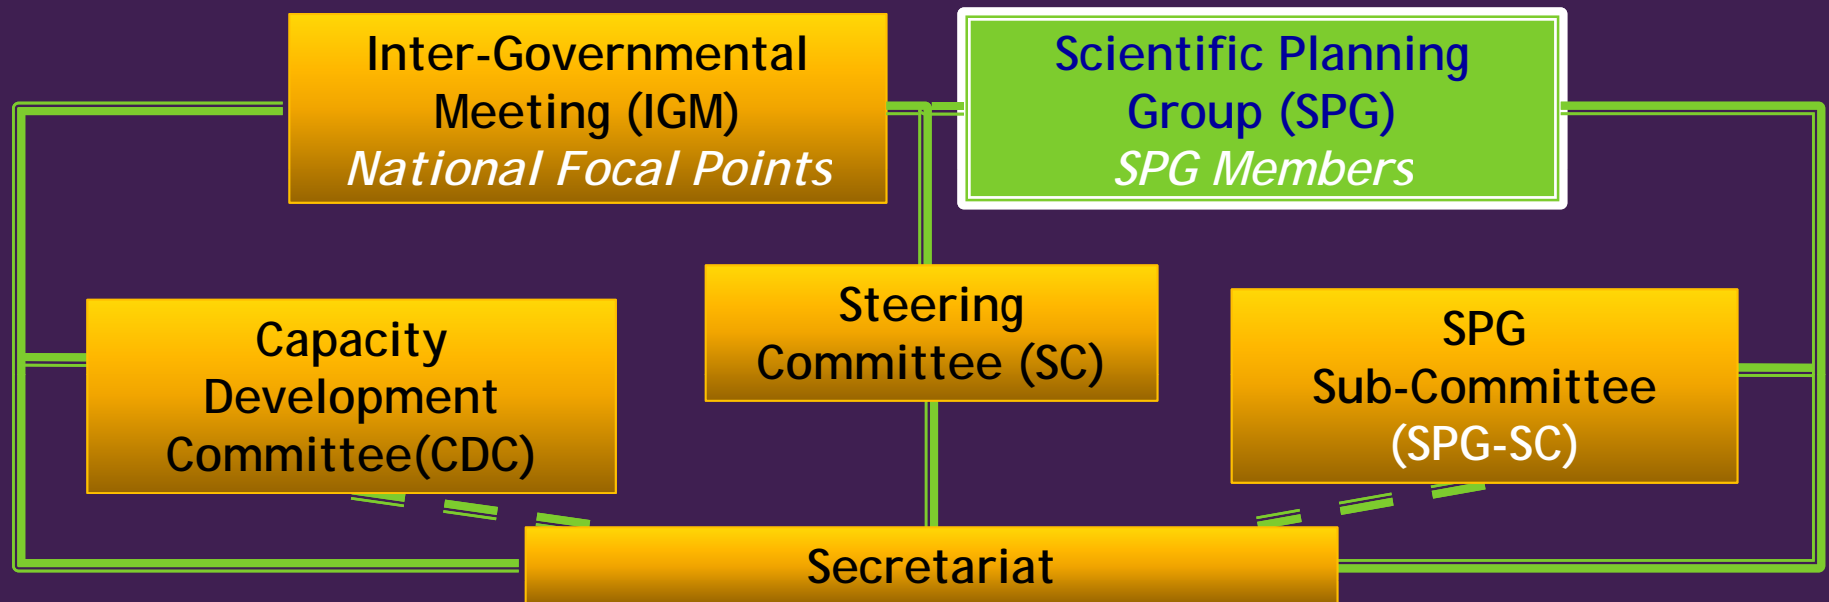 Inter-Governmental
Meeting (IGM)
National Focal Points
Scientific Planning
Group (SPG)
SPG Members
Capacity
Development
Committee(CDC)
Steering
Committee (SC)
SPG
Sub-Committee
(SPG-SC)
Secretariat